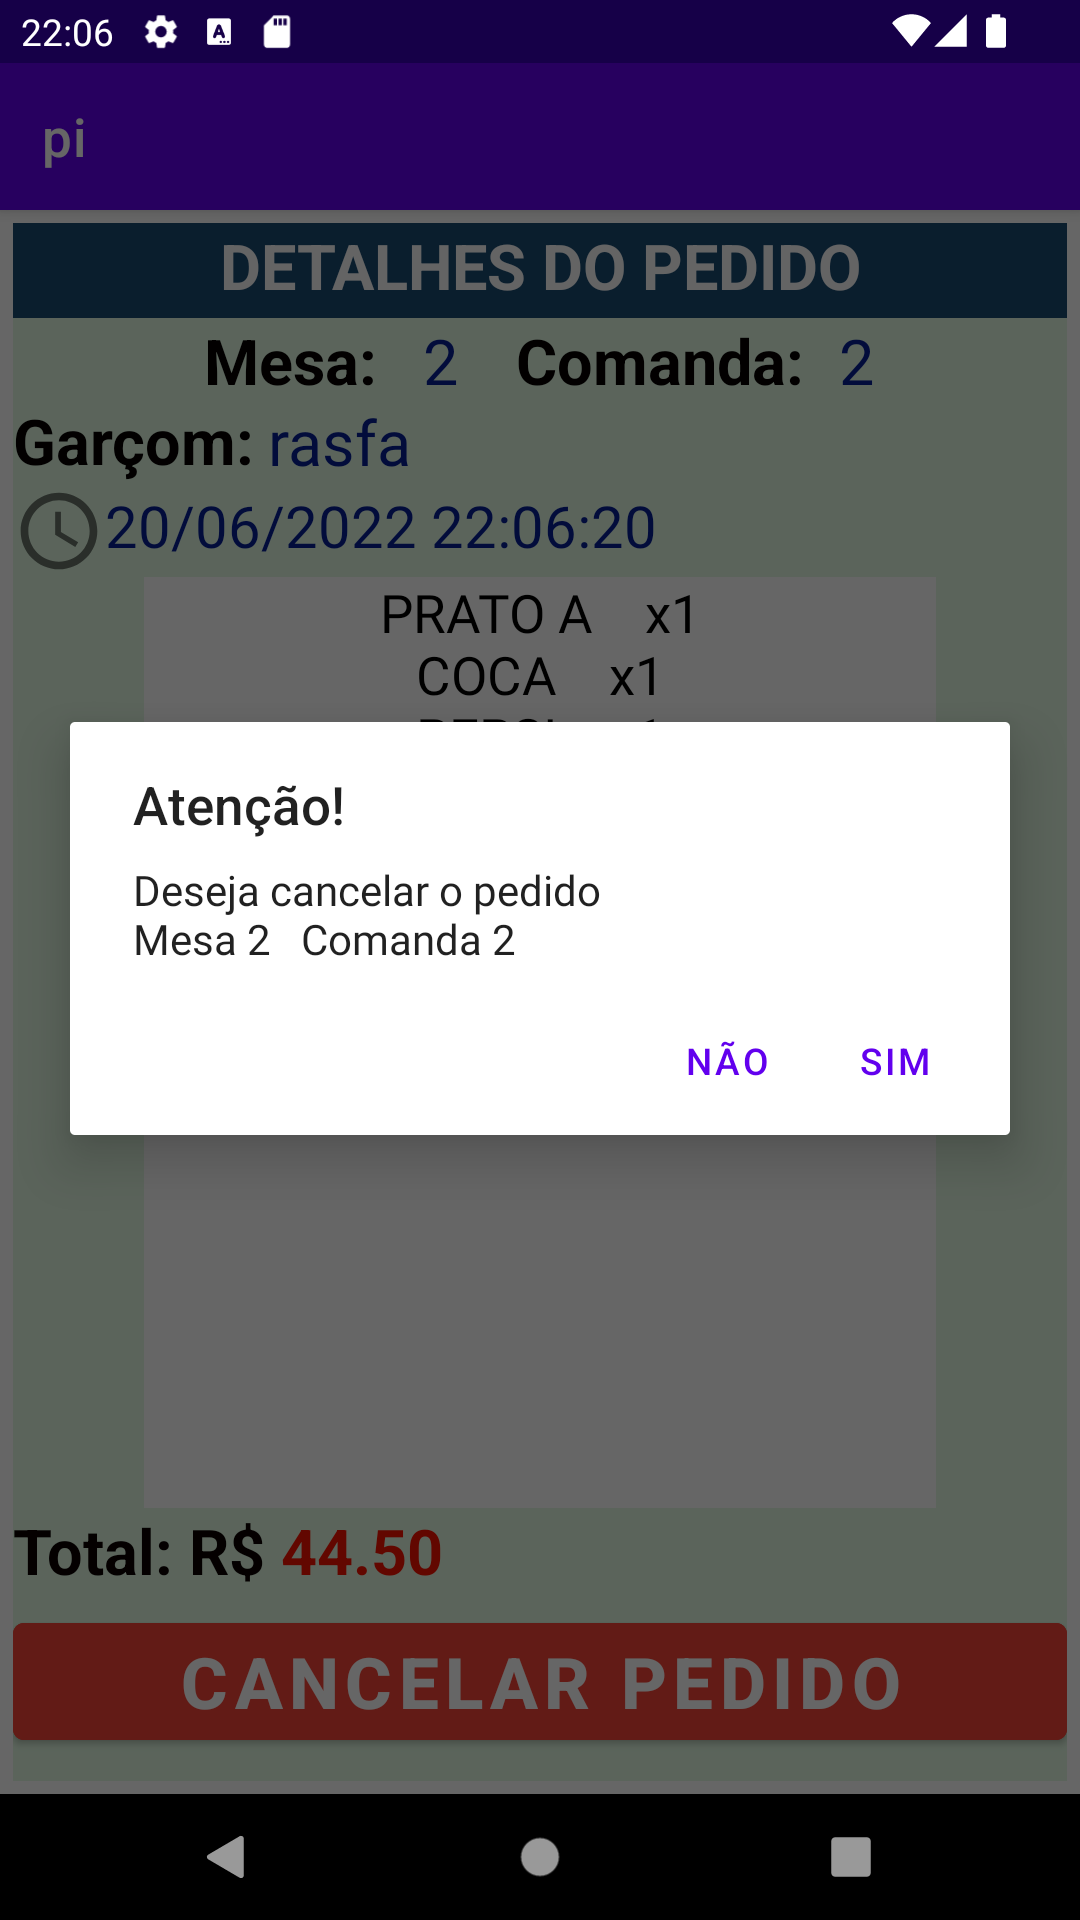 22:06
pi
DETALHES DO PEDIDO
Mesa: 2 Comanda: 2
Garçom: rasfa
20/06/2022 22:06:20
PRATO A x1
COCA x1
Atenção!
Deseja cancelar o pedido
Mesa 2 Comanda 2
NÃO SIM
Total: R$ 44.50
CANCELAR PEDIDO